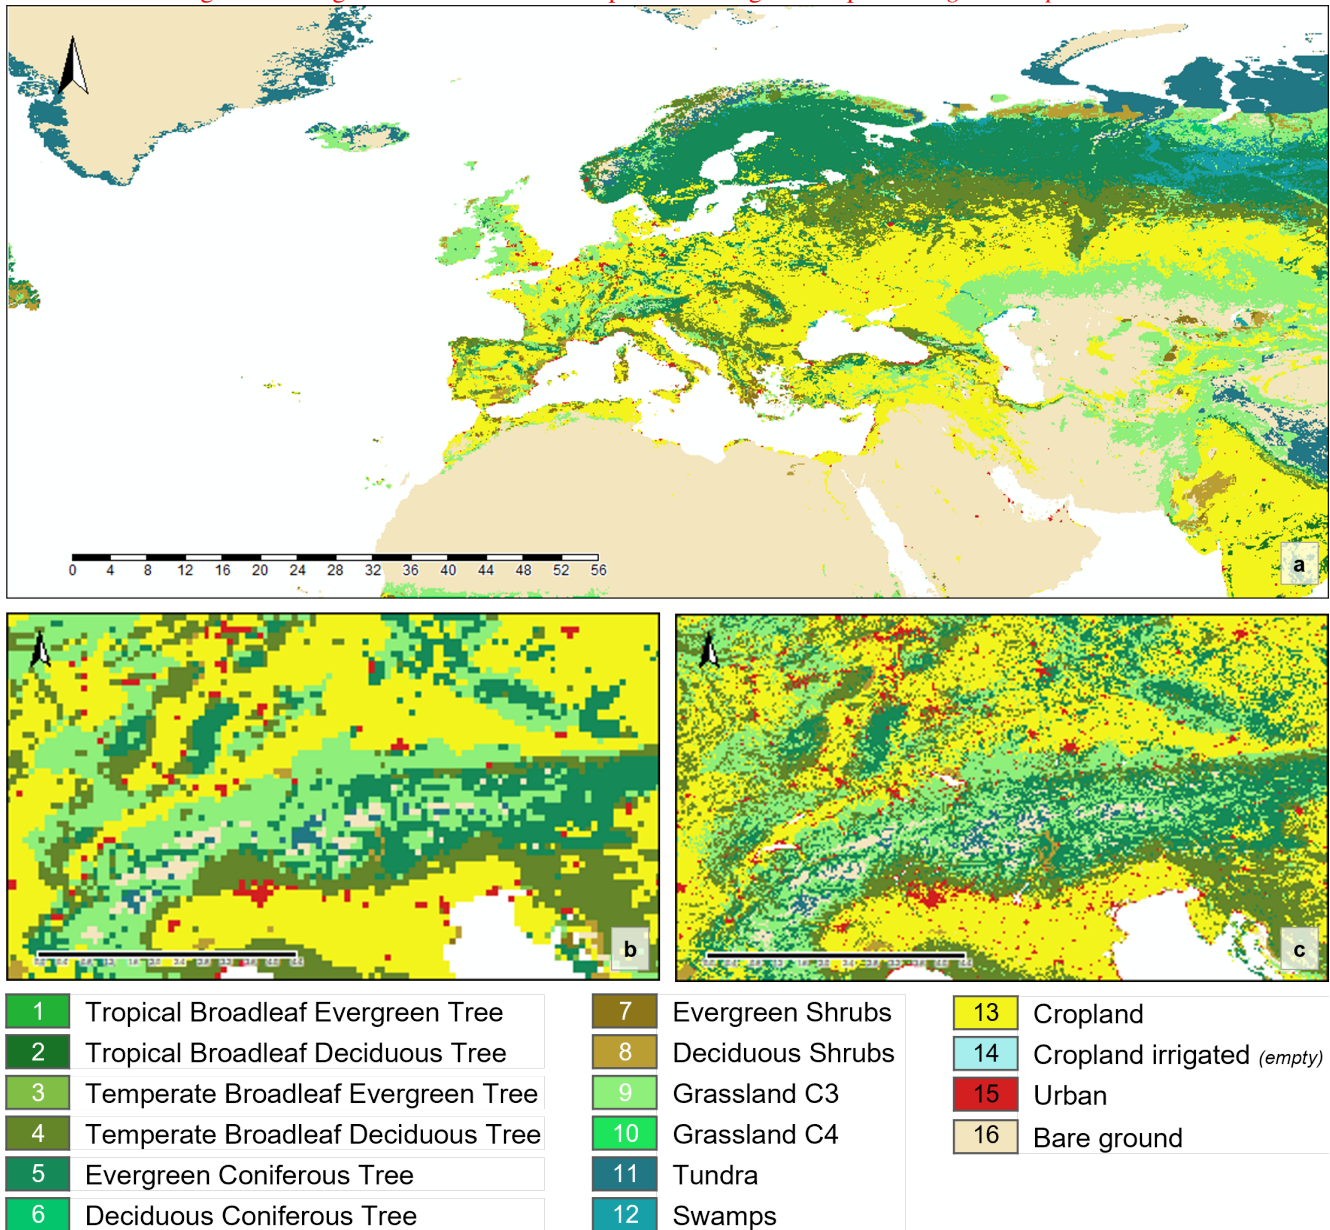 a
0 4 8 12 16 20 24 28 32 36 40 44 48 52 56
b
c
1 Tropical Broadleaf Evergreen Tree
2 Tropical Broadleaf Deciduous Tree
3 Temperate Broadleaf Evergreen Tree
4 Temperate Broadleaf Deciduous Tree
5 Evergreen Coniferous Tree
6 Deciduous Coniferous Tree
7 Evergreen Shrubs
8 Deciduous Shrubs
9 Grassland C3
10 Grassland C4
11 Tundra
12 Swamps
13 Cropland
14 Cropland irrigated (empty)
15 Urban
16 Bare ground